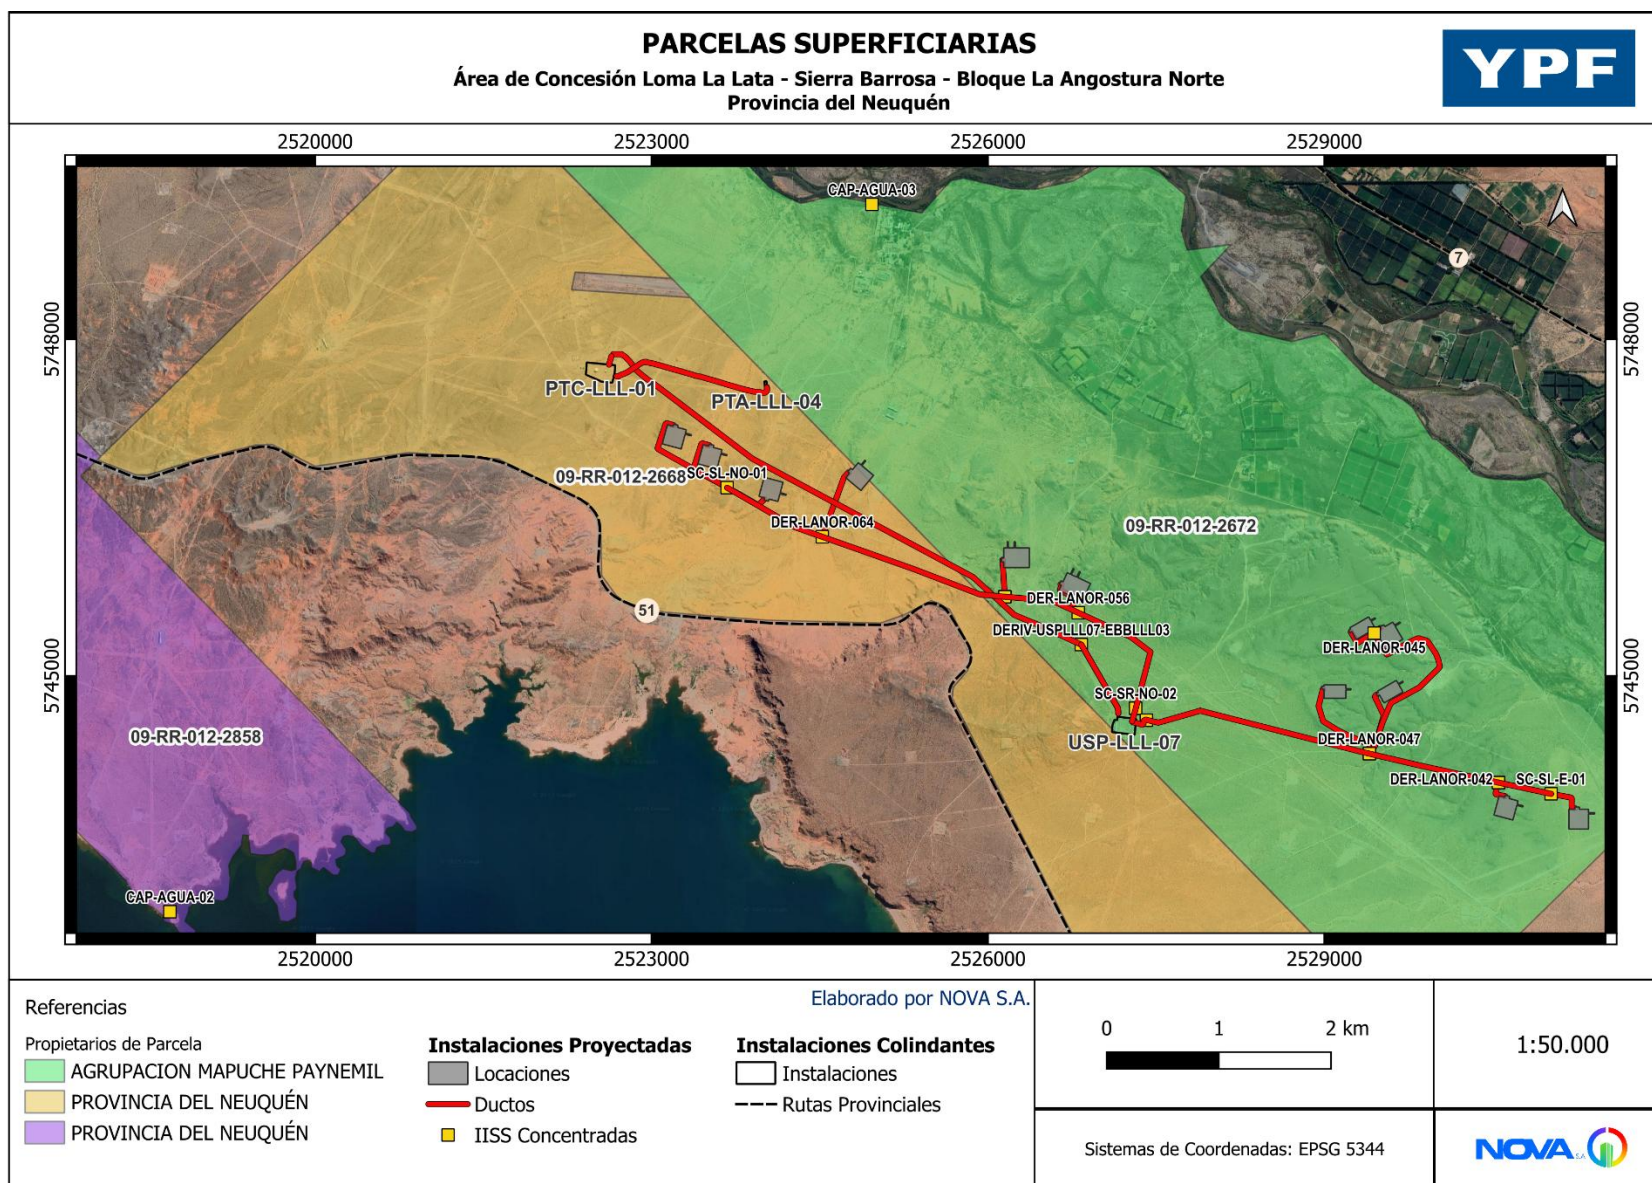 PARCELAS SUPERFICIARIAS
Área de Concesión Loma La Lata - Sierra Barrosa - Bloque La Angostura Norte
Provincia del Neuquén
YPF
2520000
2523000
2526000
2529000
CAP-AGUA-03
7
5748000
5748000
PTC-LLL-01
PTA-LLL-04
09-RR-012-2668
SC-SL-NO-01
DER-LANOR-064
09-RR-012-2672
51
DER-LANOR-056
DERIV-USPLLL07-EBBLLL03
DER-LANOR-045
5745000
5745000
SC-SR-NO-02
09-RR-012-2858
USP-LLL-07
DER-LANOR-047
DER-LANOR-042
SC-SL-E-01
CAP-AGUA-02
2520000
2523000
2526000
2529000
Referencias
Elaborado por NOVA S.A.
Propietarios de Parcela
AGRUPACION MAPUCHE PAYNEMIL
PROVINCIA DEL NEUQUÉN
PROVINCIA DEL NEUQUÉN
Instalaciones Proyectadas
Locaciones
Ductos
IISS Concentradas
Instalaciones Colindantes
Instalaciones
Rutas Provinciales
0 1 2 km
1:50.000
Sistemas de Coordenadas: EPSG 5344
NOVA S.A